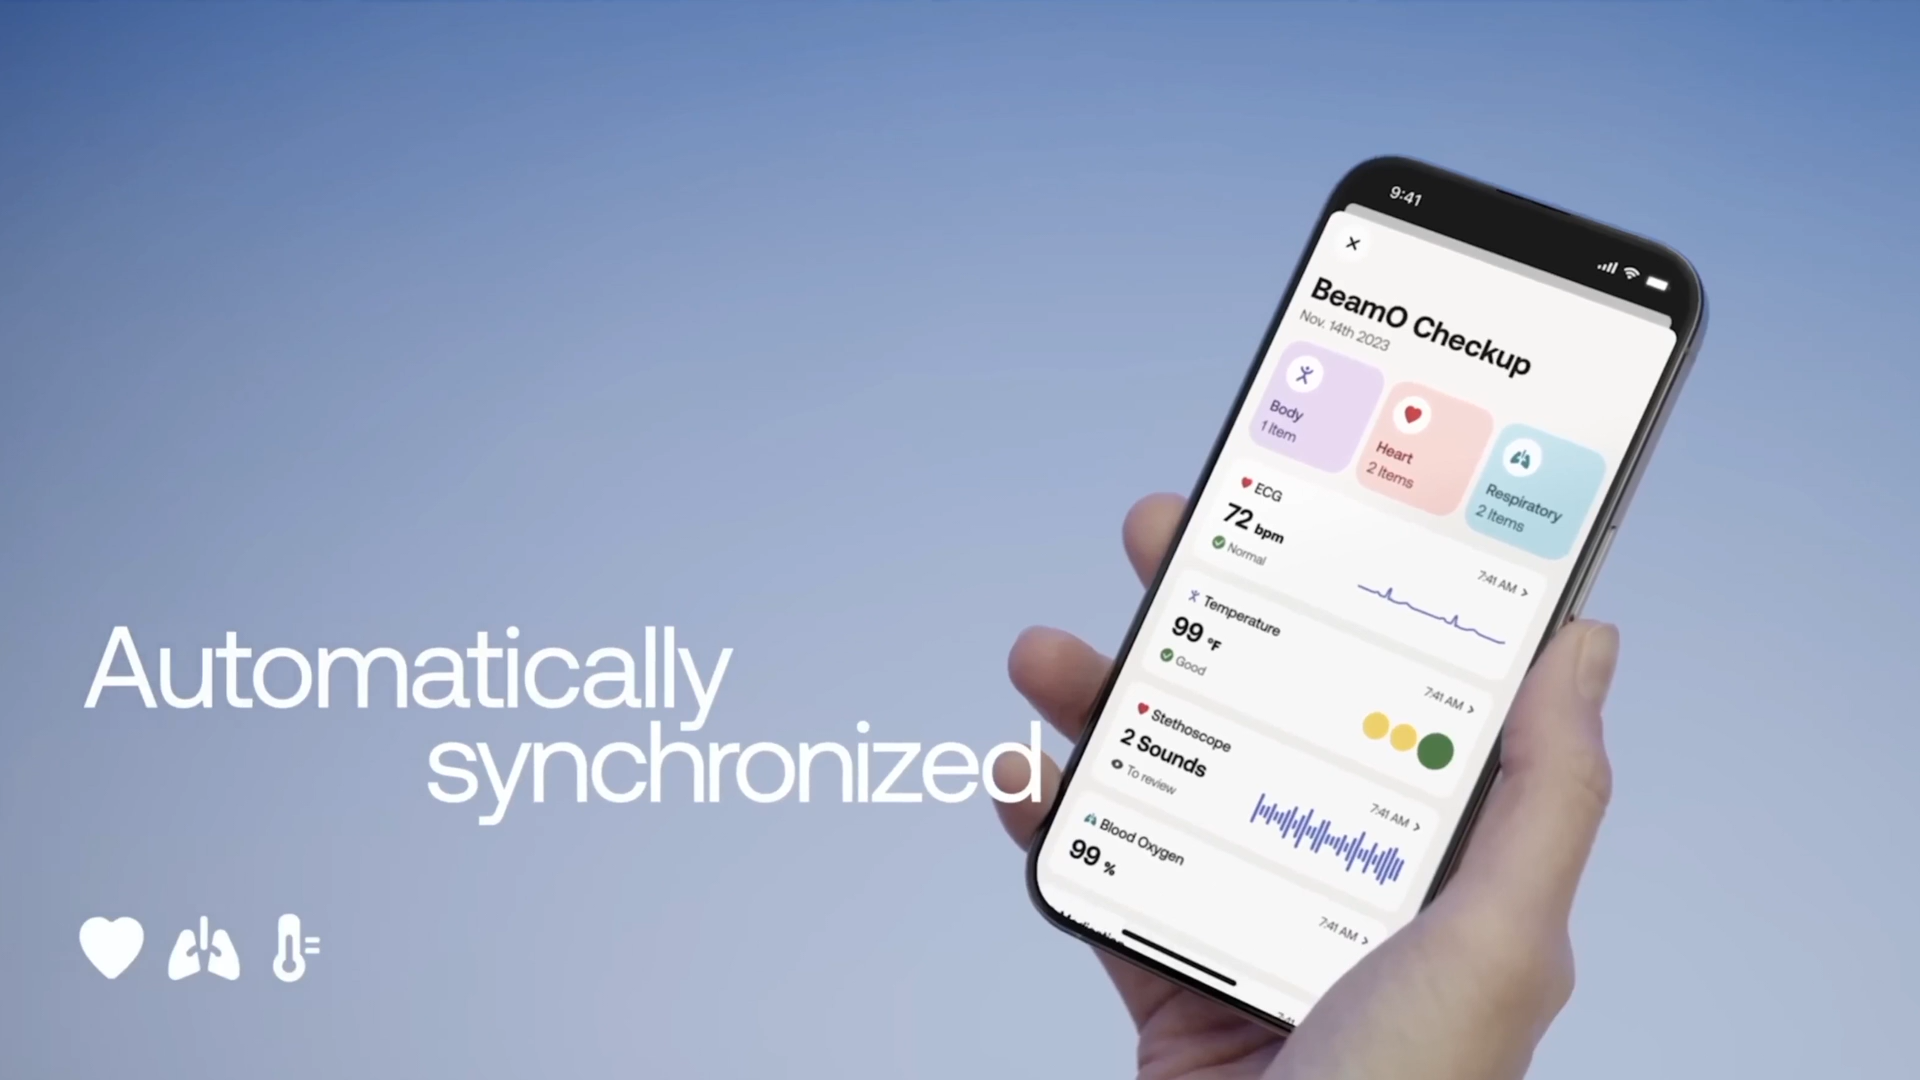 Automatically
synchronized
9:41
BeamO Checkup
Nov. 14th 2023
Body
1 Item
Heart
2 Items
Respiratory
2 Items
ECG
72 bpm
Normal
7:41 AM
Temperature
99 °F
Good
7:41 AM
Stethoscope
2 Sounds
To review
7:41 AM
Blood Oxygen
99 %
7:41 AM